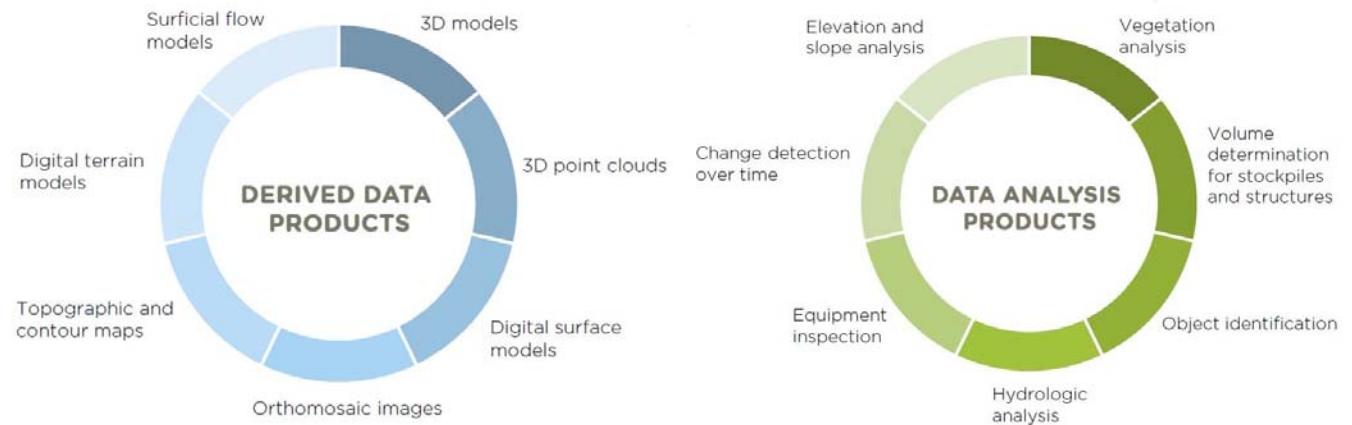 Surficial flow
models
3D models
3D point clouds
Digital surface
models
Orthomosaic images
Topographic and
contour maps
Digital terrain
models
DERIVED DATA
PRODUCTS
Elevation and
slope analysis
Vegetation
analysis
Volume
determination
for stockpiles
and structures
Object identification
Hydrologic
analysis
Equipment
inspection
Change detection
over time
DATA ANALYSIS
PRODUCTS